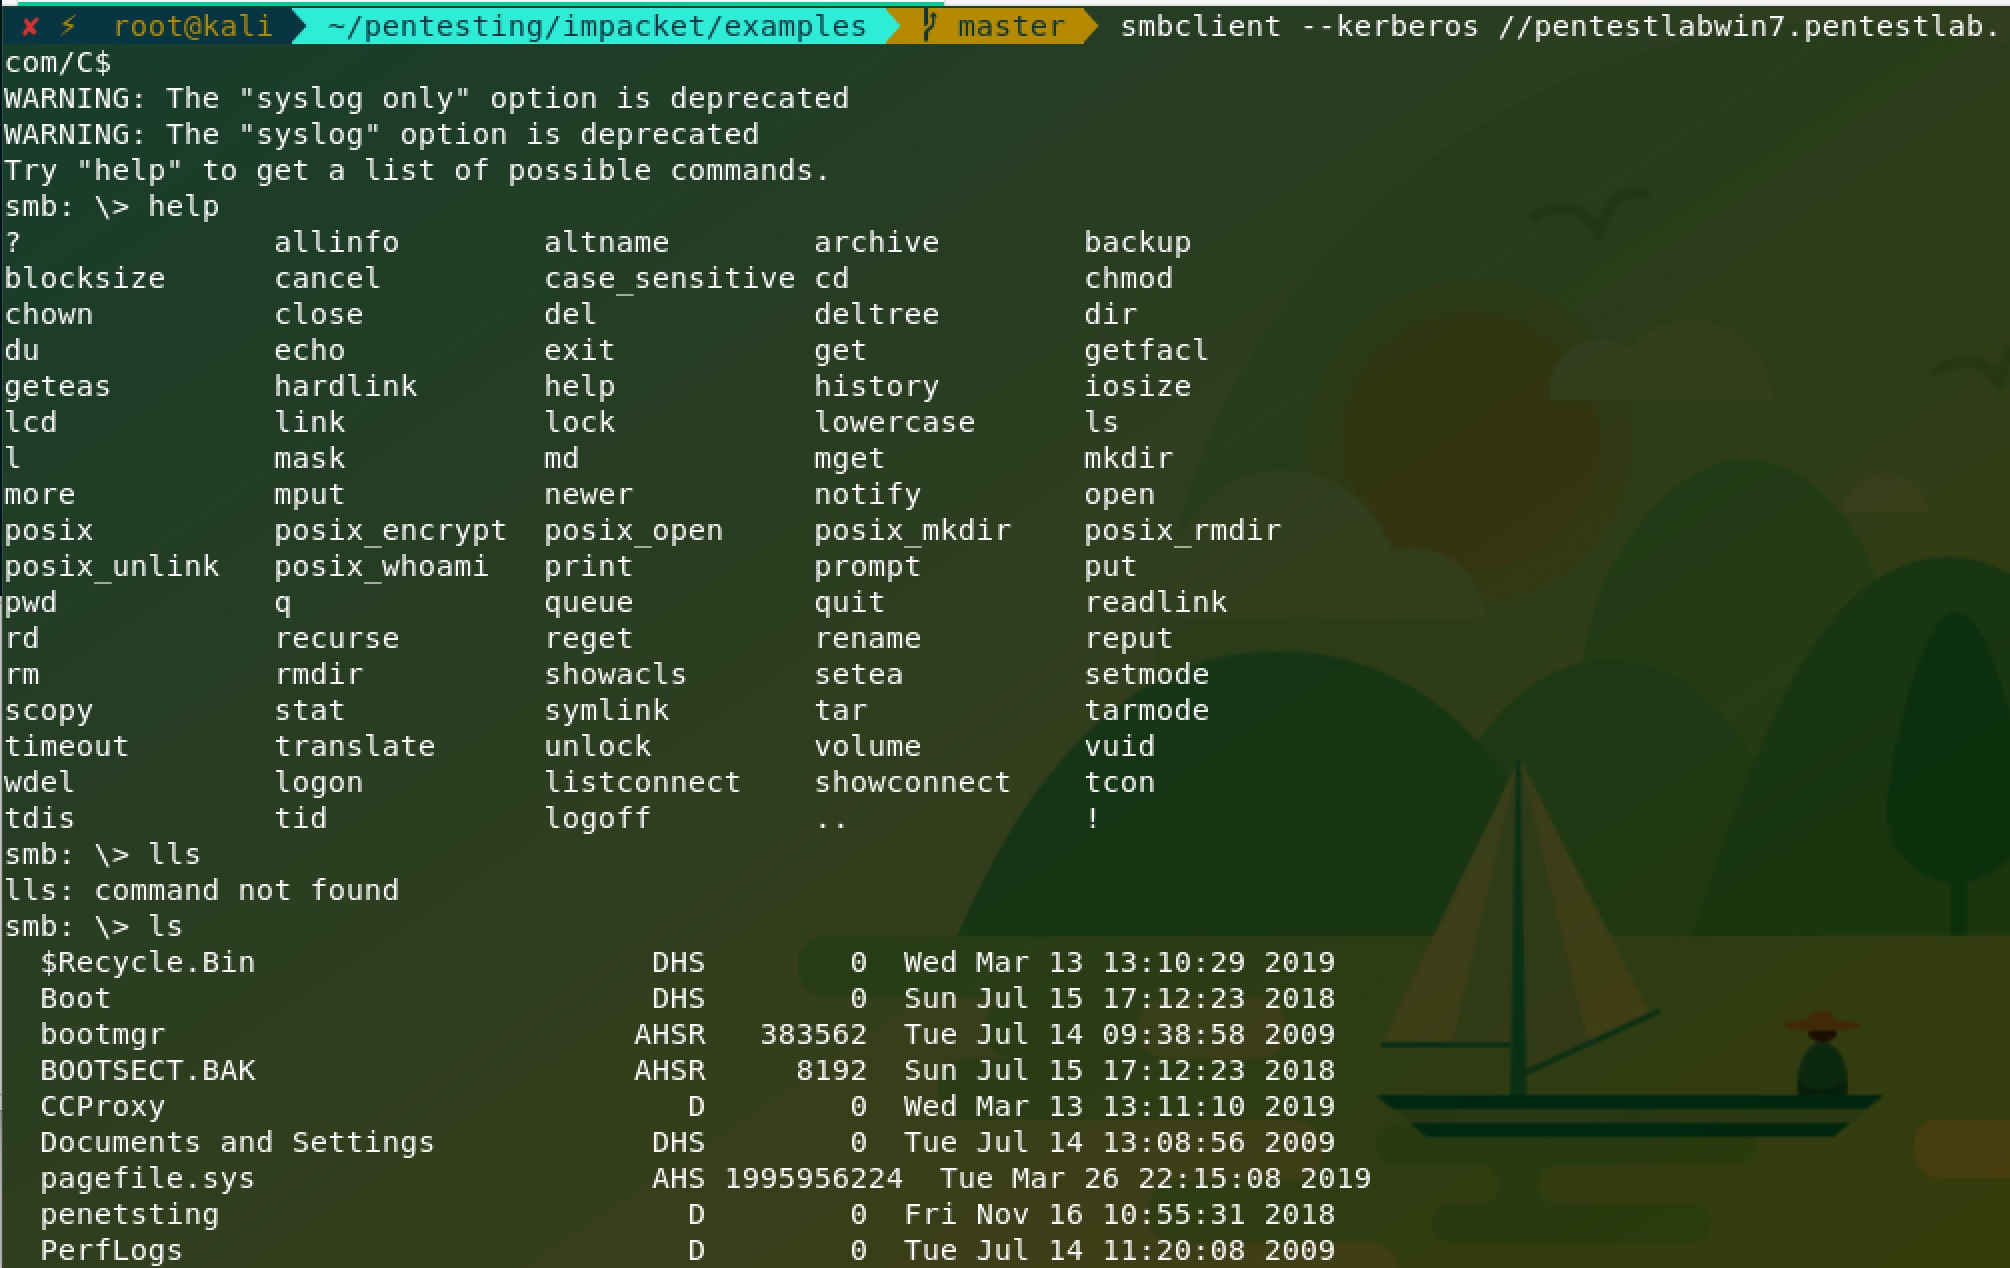 ✘ ⚡ root@kali ~/pentesting/impacket/examples master smbclient --kerberos //pentestlabwin7.pentestlab.
com/C$
WARNING: The "syslog only" option is deprecated
WARNING: The "syslog" option is deprecated
Try "help" to get a list of possible commands.
smb: \> help
? allinfo altname archive backup
blocksize cancel case_sensitive cd chmod
chown close del deltree dir
du echo exit get getfacl
geteas hardlink help history iosize
lcd link lock lowercase ls
l mask md mget mkdir
more mput newer notify open
posix posix_encrypt posix_open posix_mkdir posix_rmdir
posix_unlink posix_whoami print prompt put
pwd q queue quit readlink
rd recurse reget rename reput
rm rmdir showacls setea setmode
scopy stat symlink tar tarmode
timeout translate unlock volume vuid
wdel logon listconnect showconnect tcon
tdis tid logoff .. !
smb: \> lls
lls: command not found
smb: \> ls
$Recycle.Bin DHS 0 Wed Mar 13 13:10:29 2019
Boot DHS 0 Sun Jul 15 17:12:23 2018
bootmgr AHSR 383562 Tue Jul 14 09:38:58 2009
BOOTSECT.BAK AHSR 8192 Sun Jul 15 17:12:23 2018
CCProxy D 0 Wed Mar 13 13:11:10 2019
Documents and Settings DHS 0 Tue Jul 14 13:08:56 2009
pagefile.sys AHS 1995956224 Tue Mar 26 22:15:08 2019
penetsting D 0 Fri Nov 16 10:55:31 2018
PerfLogs D 0 Tue Jul 14 11:20:08 2009